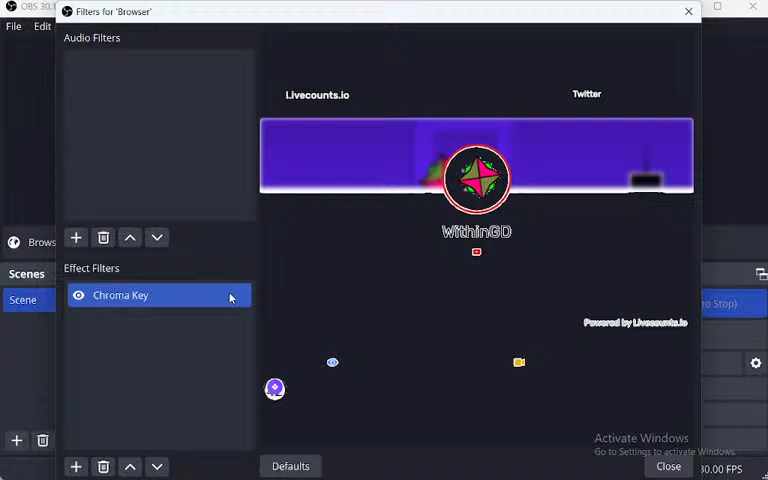 OBS 30.1
Filters for 'Browser'
File Edit
Audio Filters
Livecounts.io
Twitter
WithinGD
Brows
Effect Filters
Scenes
Chroma Key
Scene
to Stop)
Powered by Livecounts.io
Activate Windows
Go to Settings to activate Windows.
Defaults
Close
30.00 FPS